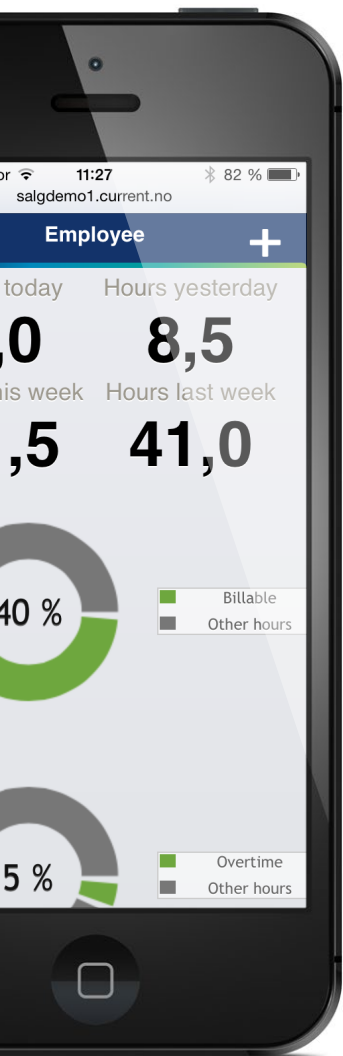 or 11:27 82 %
salgdemo1.current.no
Employee +
today Hours yesterday
,0 8,5
his week Hours last week
,5 41,0
40 %
Billable
Other hours
5 %
Overtime
Other hours